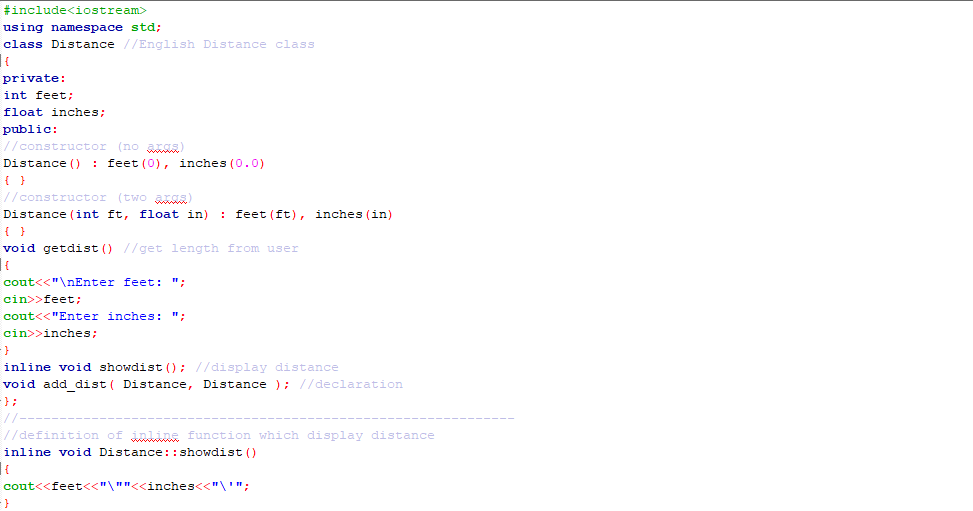 #include<iostream>
using namespace std;
class Distance //English Distance class
{
private:
int feet;
float inches;
public:
//constructor (no args)
Distance() : feet(0), inches(0.0)
{ }
//constructor (two args)
Distance(int ft, float in) : feet(ft), inches(in)
{ }
void getdist() //get length from user
{
cout<<"\nEnter feet: ";
cin>>feet;
cout<<"Enter inches: ";
cin>>inches;
}
inline void showdist(); //display distance
void add_dist( Distance, Distance ); //declaration
};
//--------------------------------------------------------------
//definition of inline function which display distance
inline void Distance::showdist()
{
cout<<feet<<"\""<<inches<<"\'";
}